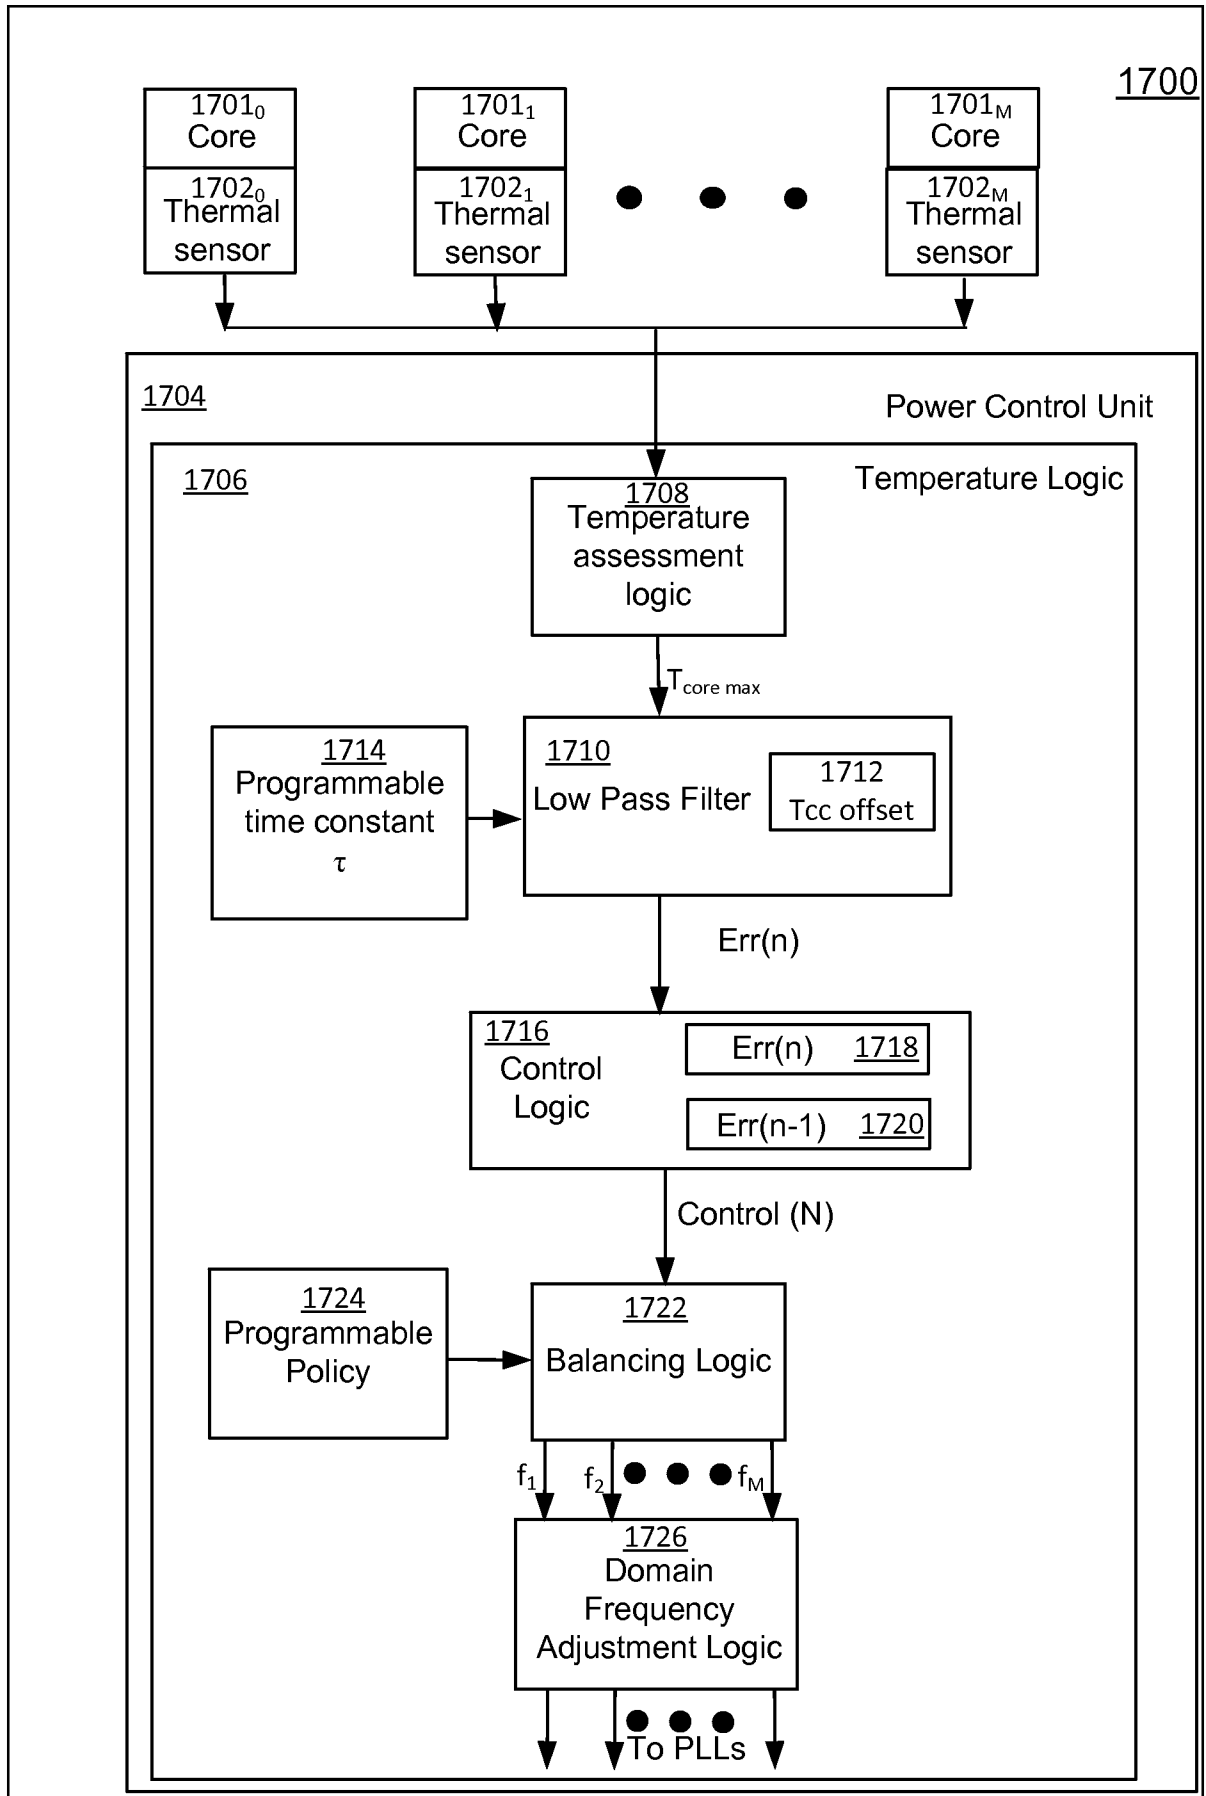 1700
1701₀
Core
1702₀
Thermal
sensor
1701₁
Core
1702₁
Thermal
sensor
1701M
Core
1702M
Thermal
sensor
1704
Power Control Unit
1706
Temperature Logic
1708
Temperature
assessment
logic
Tcore max
1714
Programmable
time constant
τ
1710
Low Pass Filter
1712
Tcc offset
Err(n)
1716
Control
Logic
Err(n) 1718
Err(n-1) 1720
Control (N)
1724
Programmable
Policy
1722
Balancing Logic
f₁ f₂ fM
1726
Domain
Frequency
Adjustment Logic
To PLLs